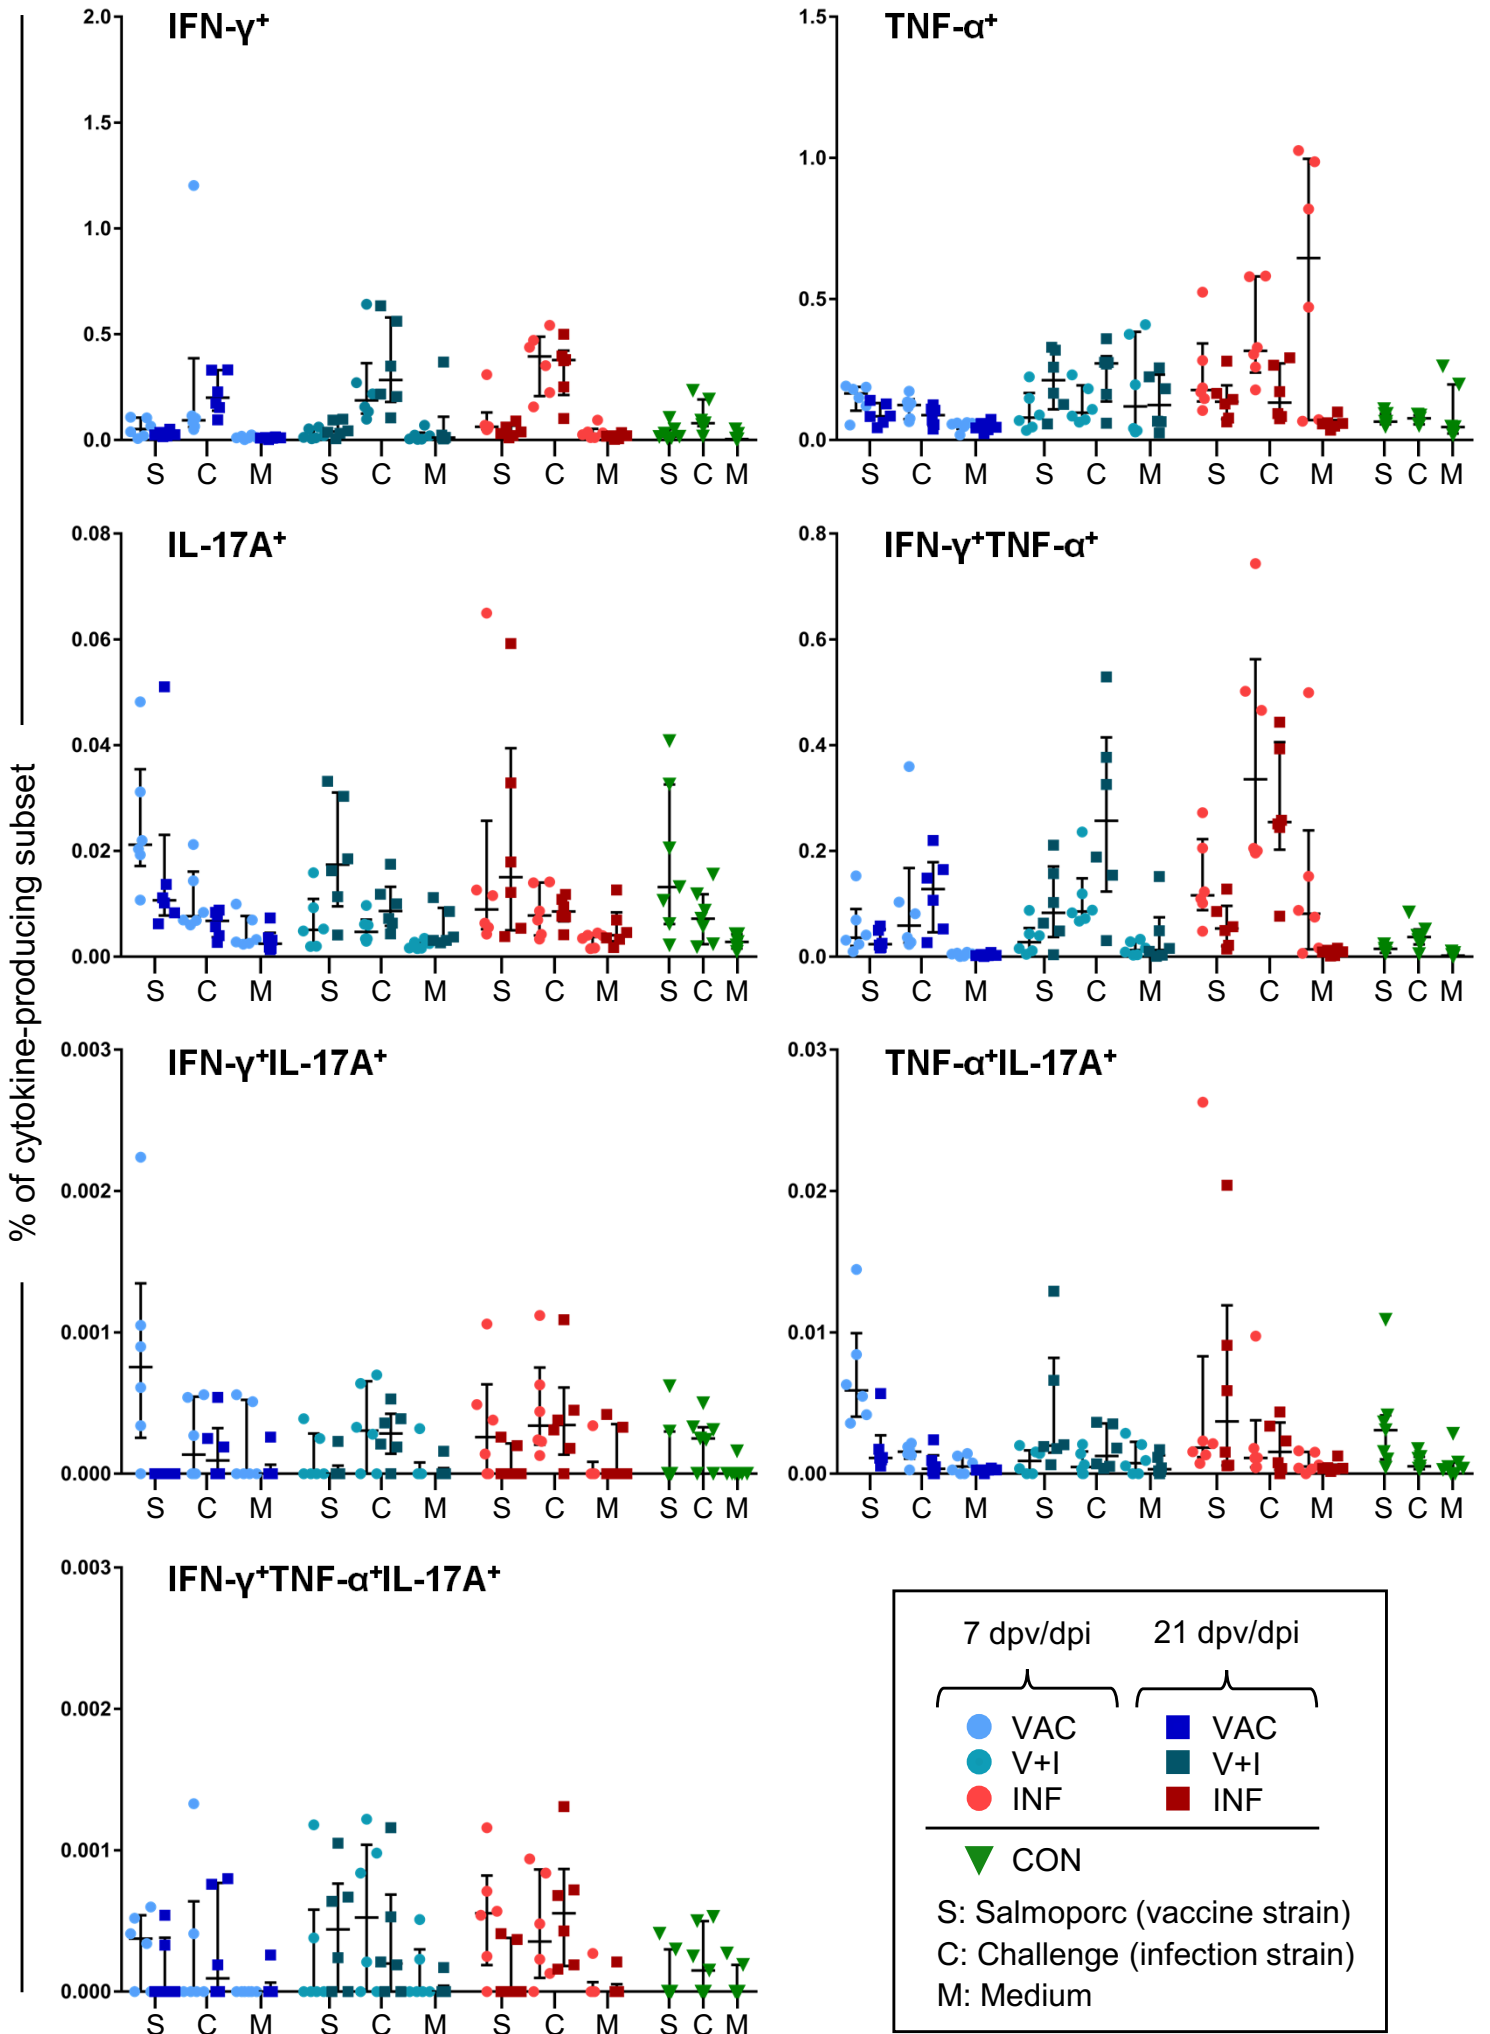 % of cytokine-producing subset
IFN-γ⁺
2.0
1.5
1.0
0.5
0.0
S C M S C M S C M S C M
TNF-α⁺
1.5
1.0
0.5
0.0
S C M S C M S C M S C M
IL-17A⁺
0.08
0.06
0.04
0.02
0.00
S C M S C M S C M S C M
IFN-γ⁺TNF-α⁺
0.8
0.6
0.4
0.2
0.0
S C M S C M S C M S C M
IFN-γ⁺IL-17A⁺
0.003
0.002
0.001
0.000
S C M S C M S C M S C M
TNF-α⁺IL-17A⁺
0.03
0.02
0.01
0.00
S C M S C M S C M S C M
IFN-γ⁺TNF-α⁺IL-17A⁺
0.003
0.002
0.001
0.000
S C M S C M S C M S C M
7 dpv/dpi 21 dpv/dpi
VAC VAC
V+I V+I
INF INF
CON
S: Salmoporc (vaccine strain)
C: Challenge (infection strain)
M: Medium